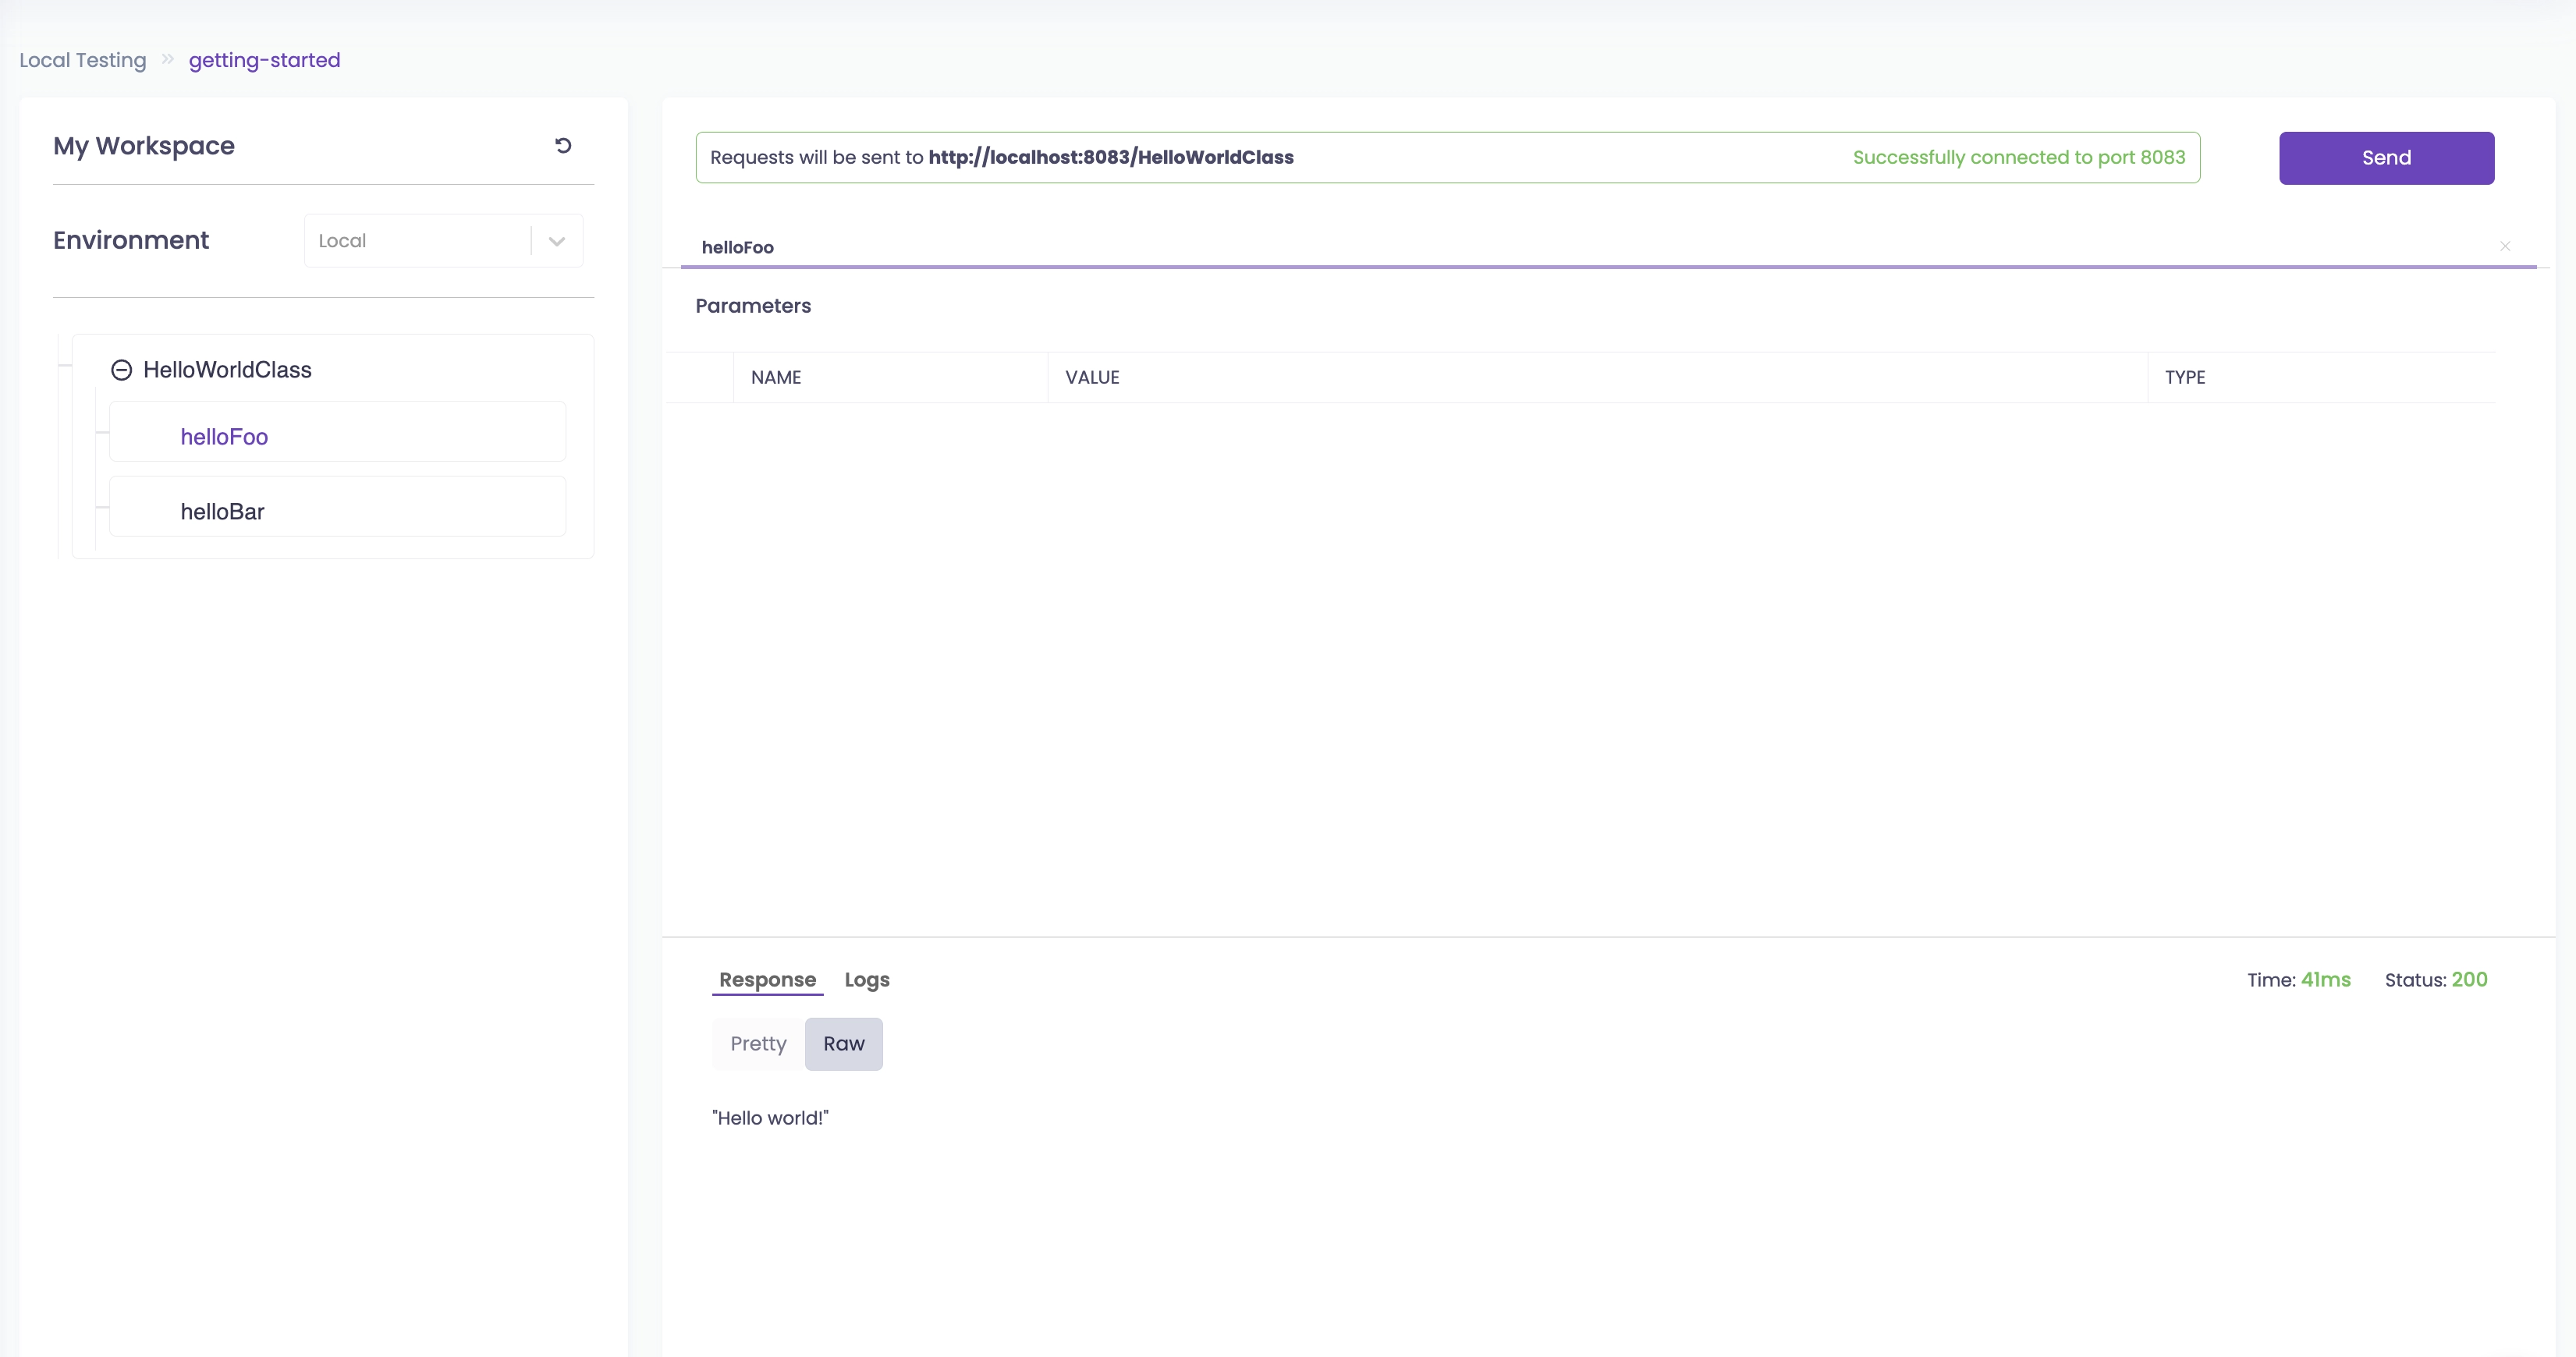 Local Testing » getting-started
My Workspace
Environment
Local
HelloWorldClass
helloFoo
helloBar
Requests will be sent to http://localhost:8083/HelloWorldClass Successfully connected to port 8083
Send
helloFoo
Parameters
NAME VALUE TYPE
Response Logs Time: 41ms Status: 200
Pretty Raw
"Hello world!"